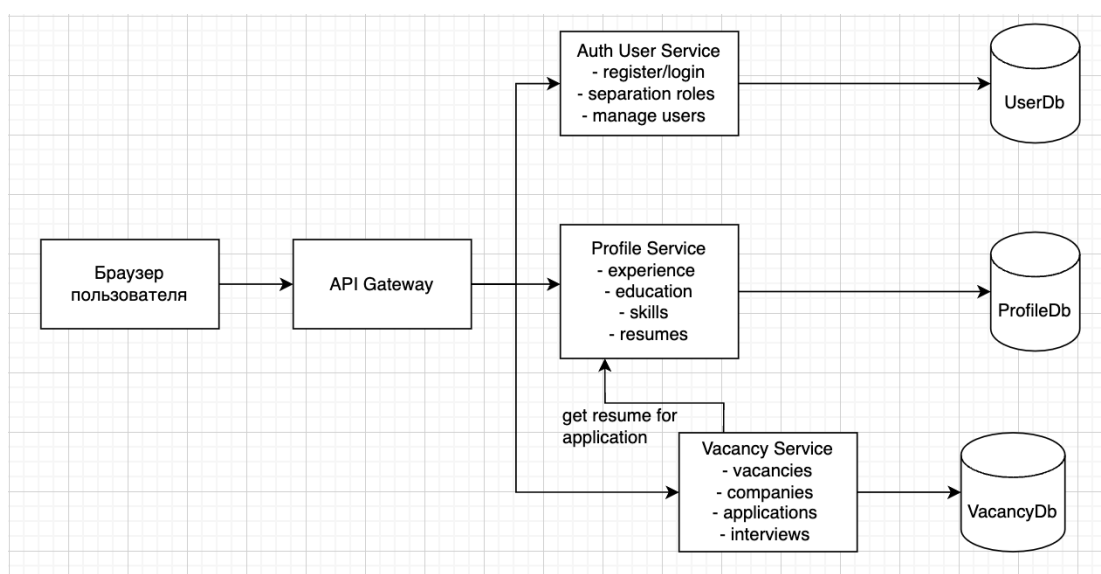 Auth User Service
- register/login
- separation roles
- manage users
UserDb
Браузер
пользователя
API Gateway
Profile Service
- experience
- education
- skills
- resumes
ProfileDb
get resume for
application
Vacancy Service
- vacancies
- companies
- applications
- interviews
VacancyDb